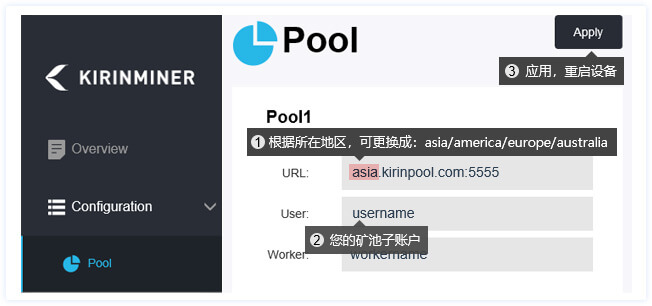 KIRINMINER
Overview
Configuration
Pool
Pool
Apply
③ 应用，重启设备
Pool1
① 根据所在地区，可更换成：asia/america/europe/australia
URL:
asia.kirinpool.com:5555
User:
username
② 您的矿池子账户
Worker:
workername